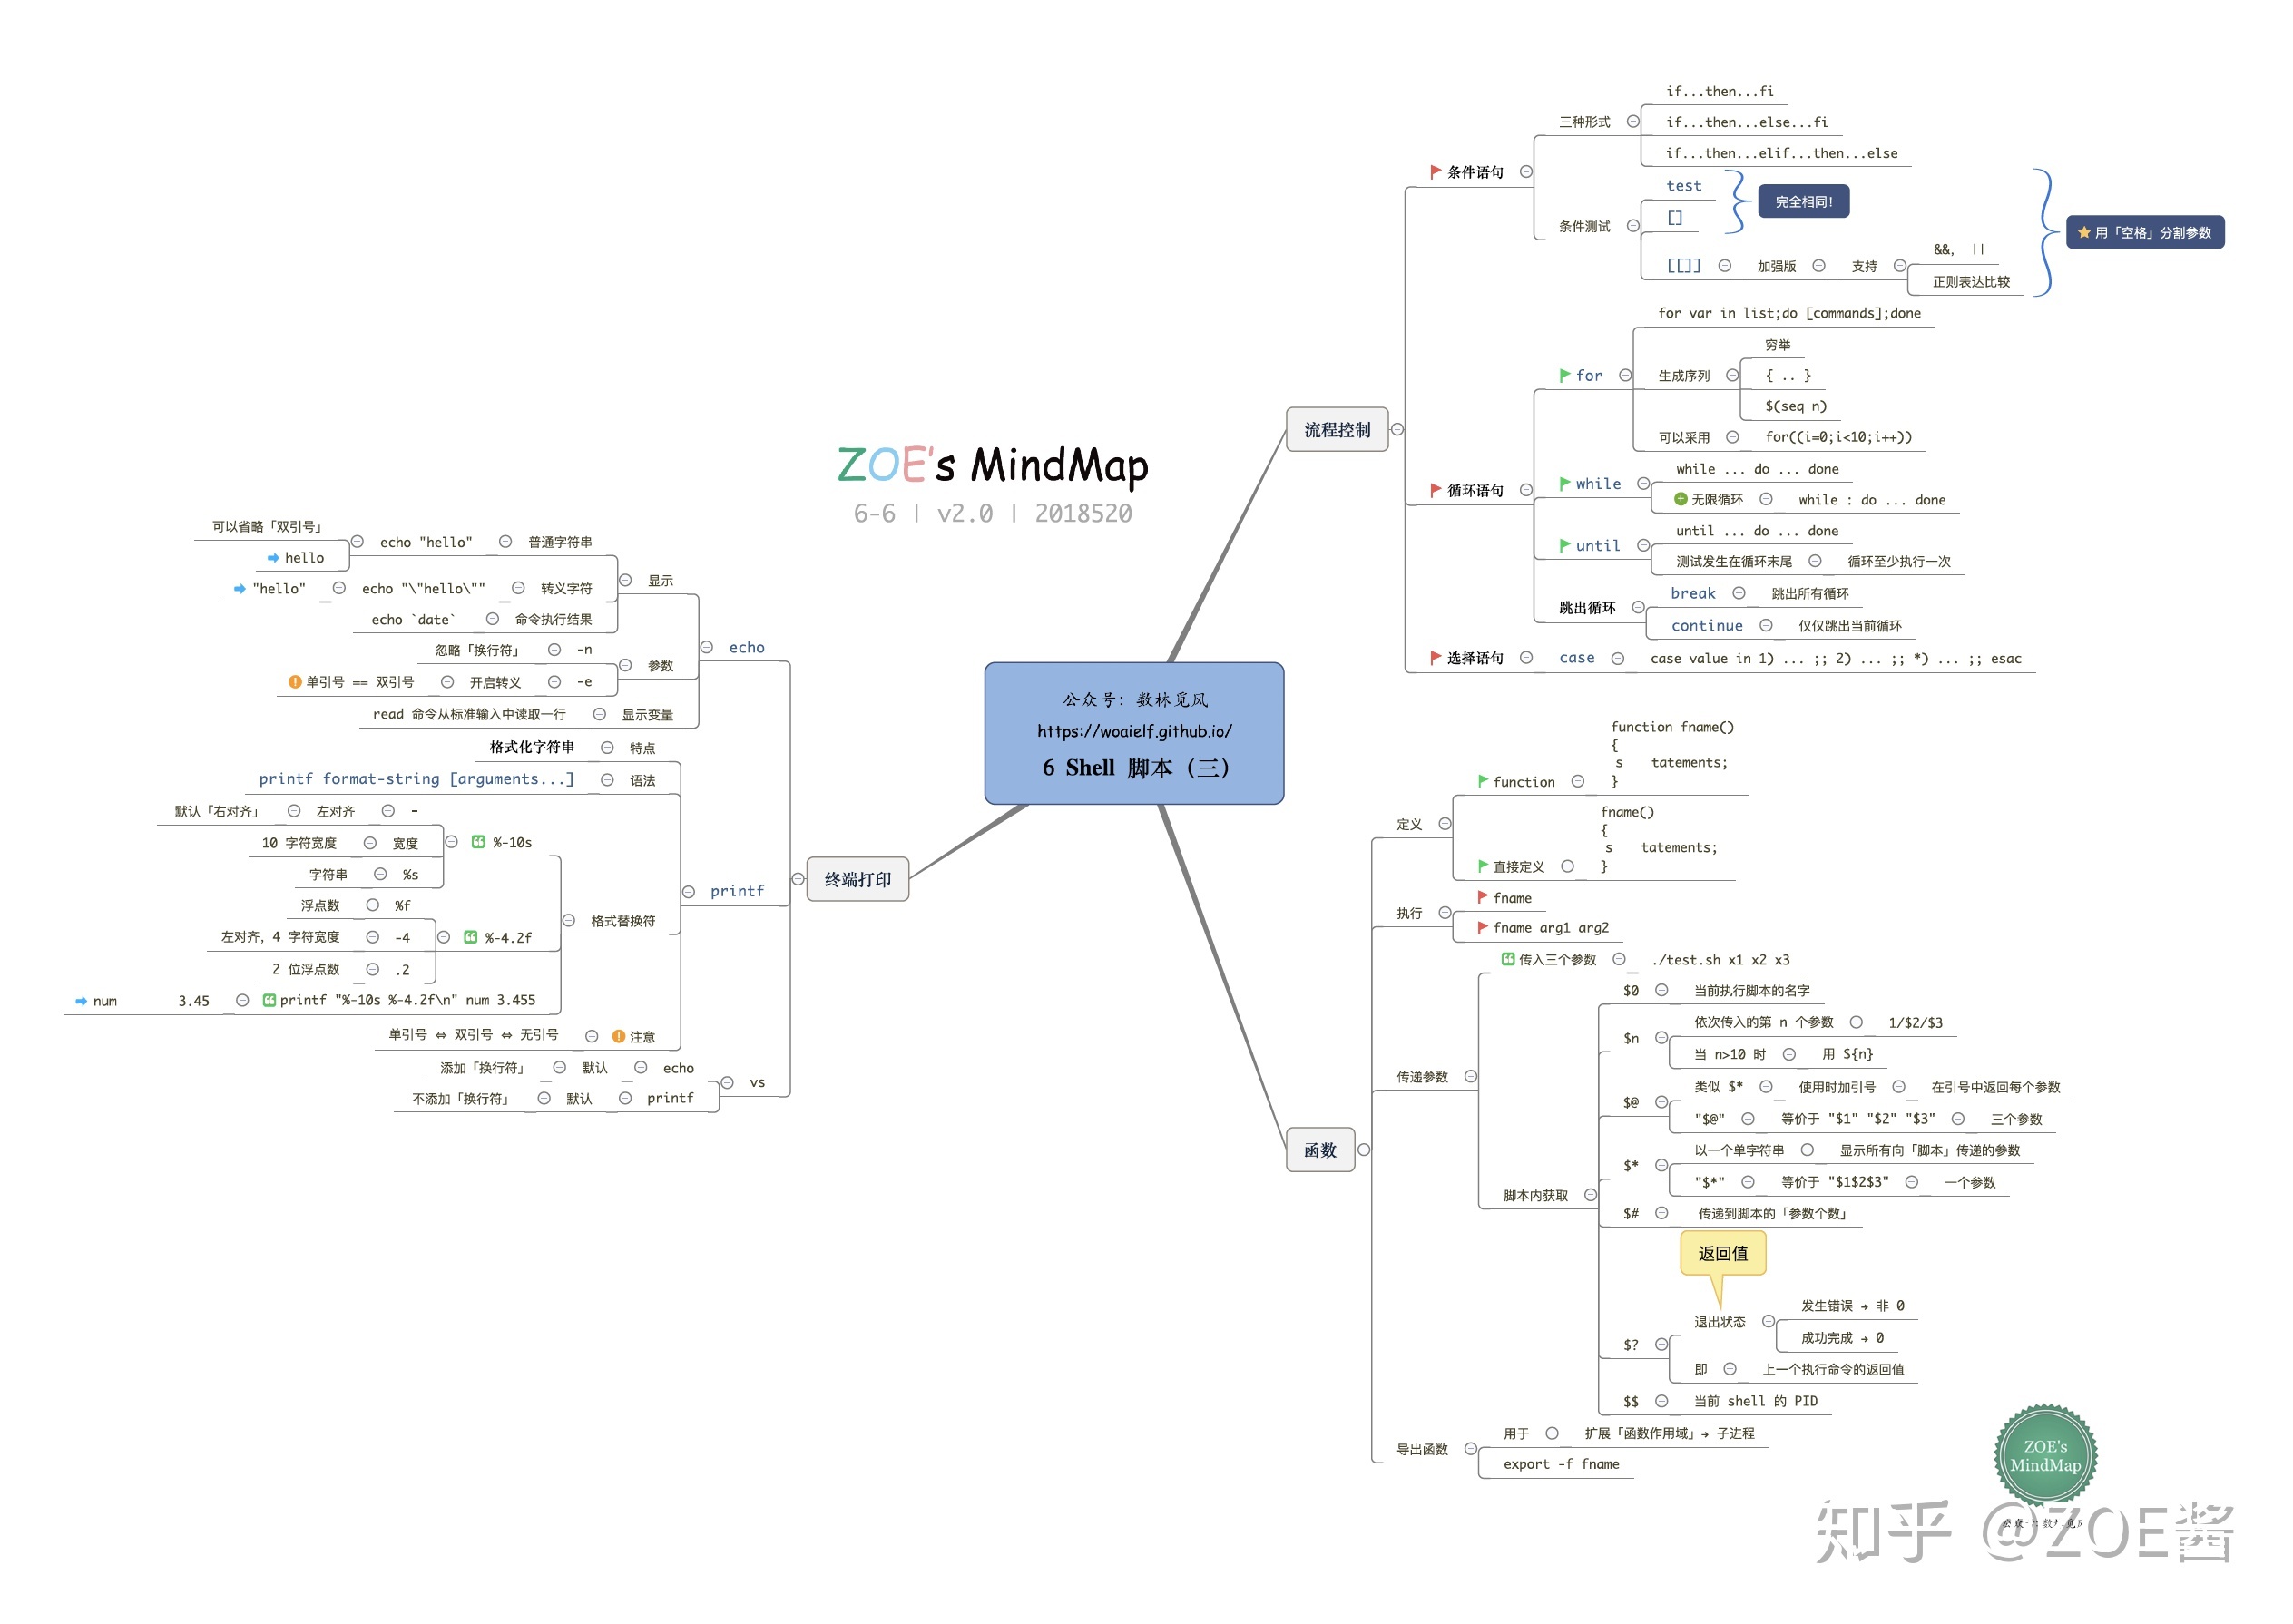 ZOE's MindMap
6-6 | v2.0 | 2018520
公众号：数林觅风
https://woaielf.github.io/
6 Shell 脚本（三）
流程控制
条件语句
三种形式
if...then...fi
if...then...else...fi
if...then...elif...then...else
条件测试
test
[]
完全相同!
[[]]
加强版
支持
&&， ||
正则表达比较
用「空格」分割参数
循环语句
for
for var in list;do [commands];done
生成序列
穷举
{ .. }
$(seq n)
可以采用
for((i=0;i<10;i++))
while
while ... do ... done
无限循环
while : do ... done
until
until ... do ... done
测试发生在循环末尾
循环至少执行一次
跳出循环
break
跳出所有循环
continue
仅仅跳出当前循环
选择语句
case
case value in 1) ... ;; 2) ... ;; *) ... ;; esac
终端打印
echo
显示
普通字符串
echo "hello"
可以省略「双引号」
hello
转义字符
echo "\"hello\""
"hello"
命令执行结果
echo `date`
参数
-n
忽略「换行符」
-e
开启转义
单引号 == 双引号
显示变量
read 命令从标准输入中读取一行
printf
特点
格式化字符串
语法
printf format-string [arguments...]
格式替换符
%-10s
-
左对齐
默认「右对齐」
宽度
10 字符宽度
%s
字符串
%-4.2f
%f
浮点数
-4
左对齐，4 字符宽度
.2
2 位浮点数
printf "%-10s %-4.2f\n" num 3.455
num 3.45
注意
单引号 ⇔ 双引号 ⇔ 无引号
vs
echo
默认
添加「换行符」
printf
默认
不添加「换行符」
函数
定义
function
function fname()
{
s tatements;
}
直接定义
fname()
{
s tatements;
}
执行
fname
fname arg1 arg2
传递参数
传入三个参数
./test.sh x1 x2 x3
脚本内获取
$0
当前执行脚本的名字
$n
依次传入的第 n 个参数
1/$2/$3
当 n>10 时
用 ${n}
$@
类似 $*
使用时加引号
在引号中返回每个参数
"$@"
等价于 "$1" "$2" "$3"
三个参数
$*
以一个单字符串
显示所有向「脚本」传递的参数
"$*"
等价于 "$1$2$3"
一个参数
$#
传递到脚本的「参数个数」
返回值
$?
退出状态
发生错误 → 非 0
成功完成 → 0
即
上一个执行命令的返回值
$$
当前 shell 的 PID
导出函数
用于
扩展「函数作用域」→ 子进程
export -f fname
ZOE's
MindMap
知乎 @ZOE酱